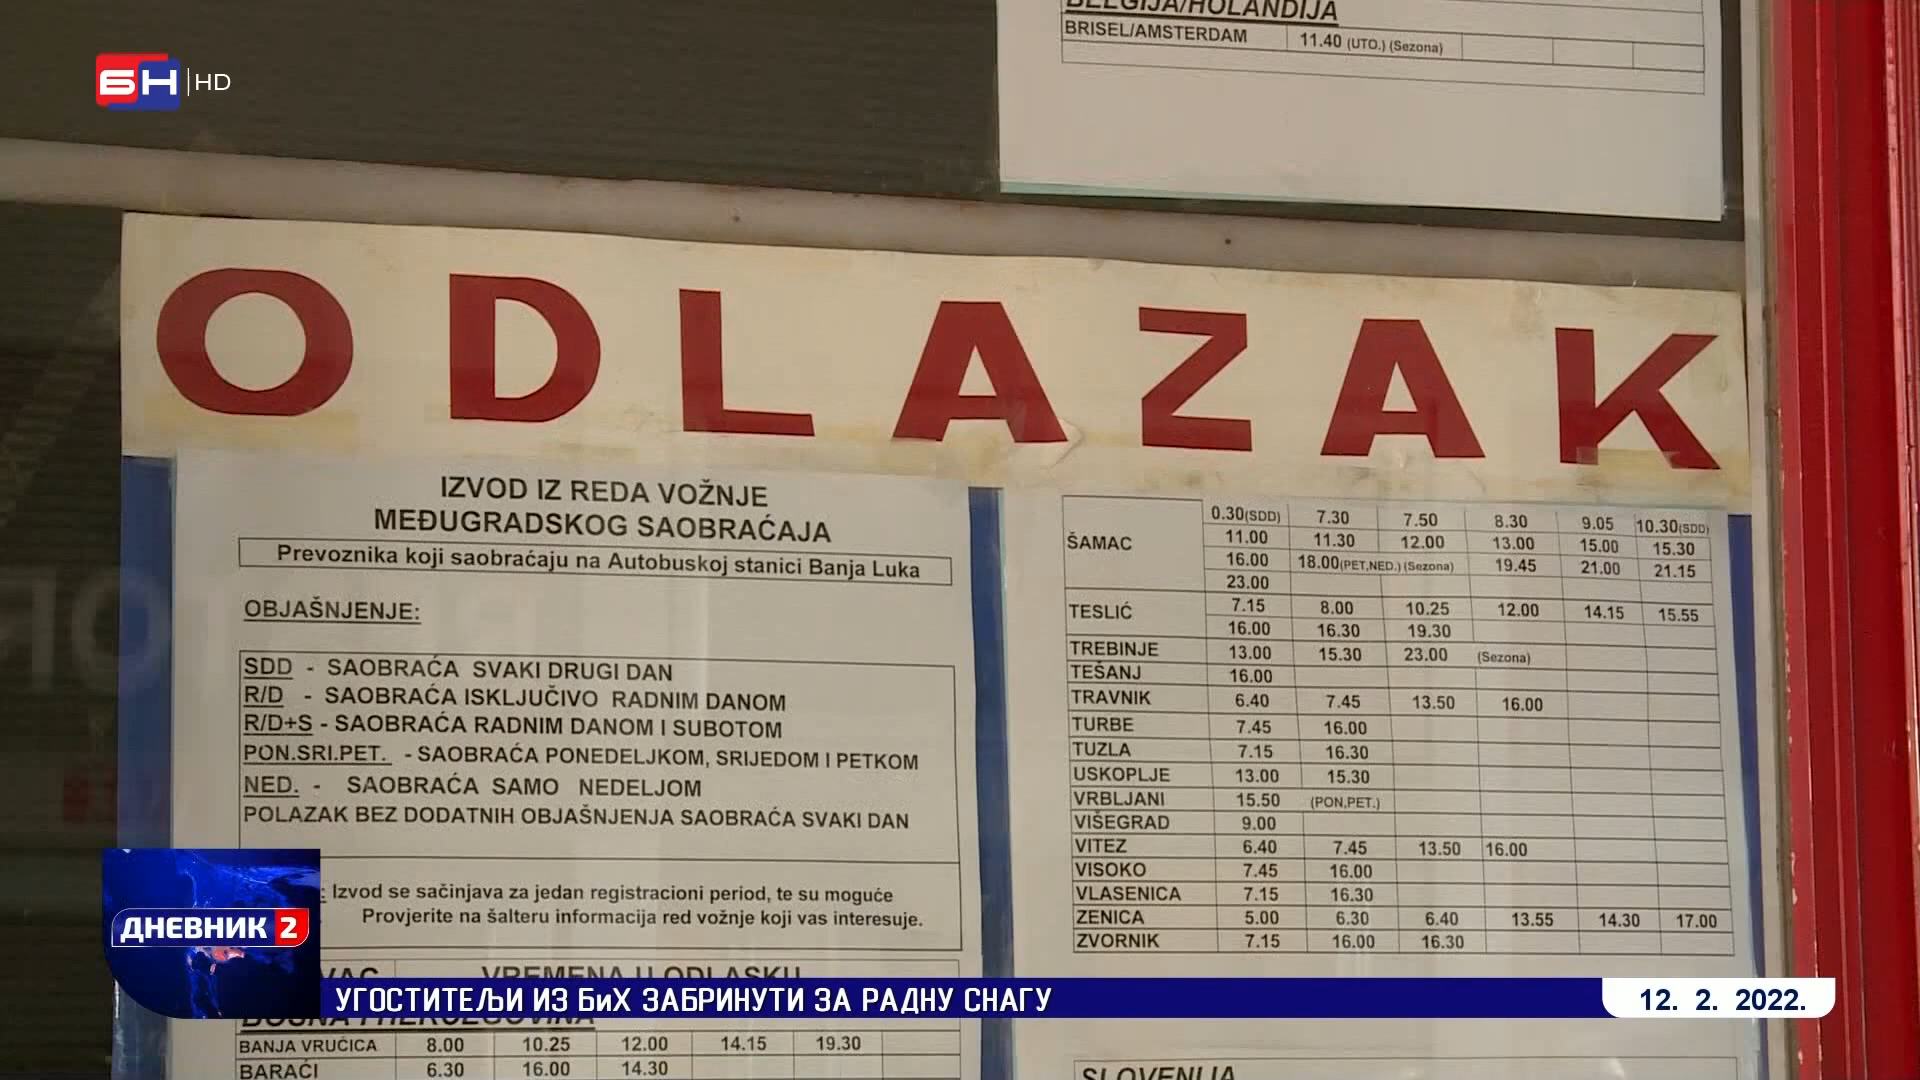 BELGIJA/HOLANDIJA
BRISEL/AMSTERDAM 11.40 (UTO.) (Sezona)
БН HD
ODLAZAK
IZVOD IZ REDA VOŽNJE
MEĐUGRADSKOG SAOBRAĆAJA
Prevoznika koji saobraćaju na Autobuskoj stanici Banja Luka
OBJAŠNJENJE:
SDD - SAOBRAĆA SVAKI DRUGI DAN
R/D - SAOBRAĆA ISKLJUČIVO RADNIM DANOM
R/D+S - SAOBRAĆA RADNIM DANOM I SUBOTOM
PON.SRI.PET. - SAOBRAĆA PONEDELJKOM, SRIJEDOM I PETKOM
NED. - SAOBRAĆA SAMO NEDELJOM
POLAZAK BEZ DODATNIH OBJAŠNJENJA SAOBRAĆA SVAKI DAN
Izvod se sačinjava za jedan registracioni period, te su moguće
Provjerite na šalteru informacija red vožnje koji vas interesuje.
VREMENA U ODLASKU
BOSNA I HERCEGOVINA
BANJA VRUĆICA 8.00 10.25 12.00 14.15 19.30
BARAĆI 6.30 16.00 14.30
ŠAMAC 0.30(SDD) 7.30 7.50 8.30 9.05 10.30(SDD)
11.00 11.30 12.00 13.00 15.00 15.30
16.00 18.00(PET,NED.) (Sezona) 19.45 21.00 21.15
23.00
TESLIĆ 7.15 8.00 10.25 12.00 14.15 15.55
16.00 16.30 19.30
TREBINJE 13.00 15.30 23.00 (Sezona)
TEŠANJ 16.00
TRAVNIK 6.40 7.45 13.50 16.00
TURBE 7.45 16.00
TUZLA 7.15 16.30
USKOPLJE 13.00 15.30
VRBLJANI 15.50 (PON,PET.)
VIŠEGRAD 9.00
VITEZ 6.40 7.45 13.50 16.00
VISOKO 7.45 16.00
VLASENICA 7.15 16.30
ZENICA 5.00 6.30 6.40 13.55 14.30 17.00
ZVORNIK 7.15 16.00 16.30
SLOVENIJA
ДНЕВНИК 2
УГОСТИТЕЉИ ИЗ БиХ ЗАБРИНУТИ ЗА РАДНУ СНАГУ
12. 2. 2022.